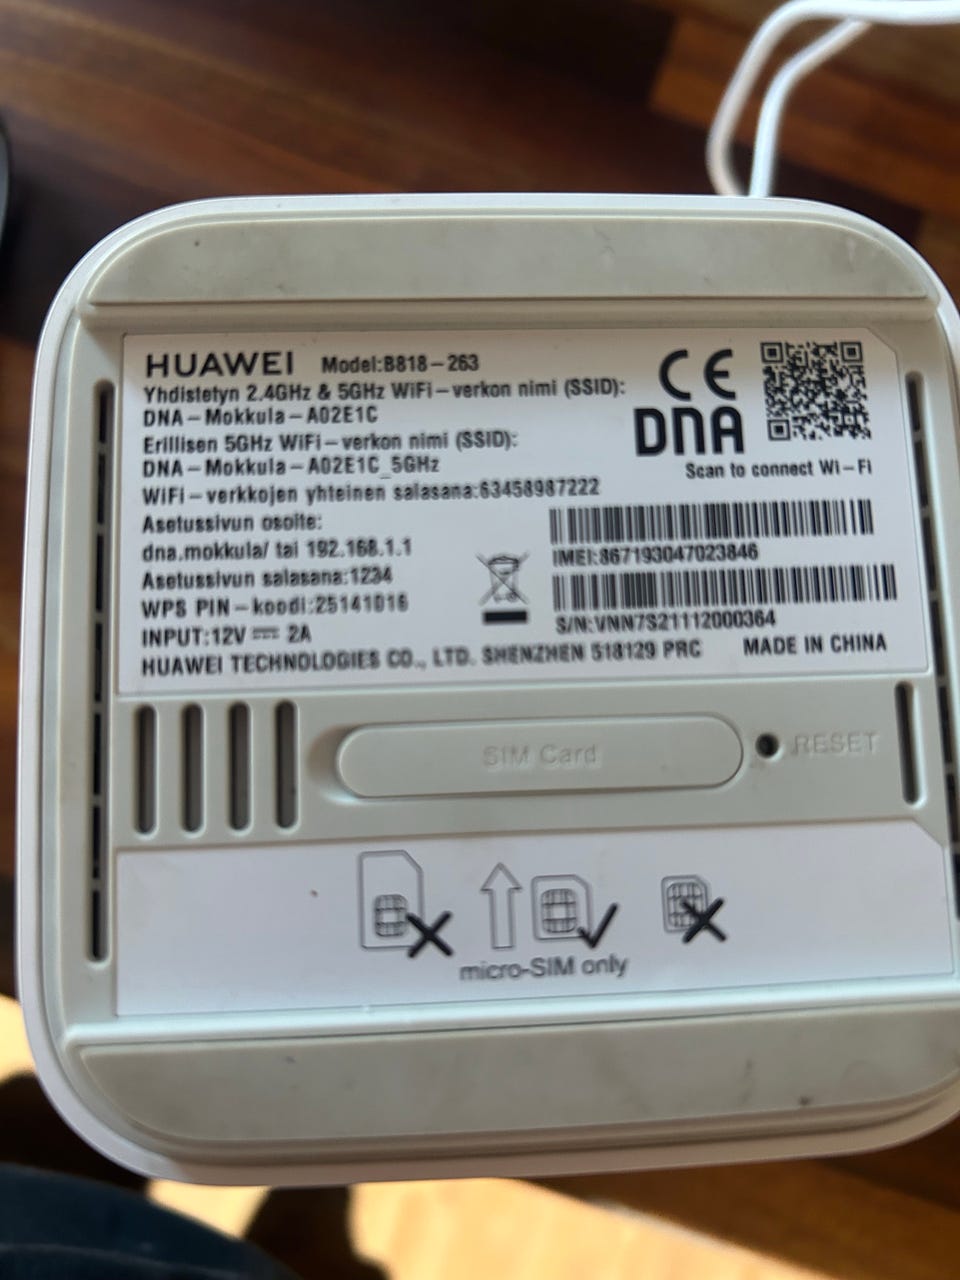 HUAWEI Model:B818-263
Yhdistetyn 2.4GHz & 5GHz WiFi-verkon nimi (SSID):
DNA-Mokkula-A02E1C
Erillisen 5GHz WiFi-verkon nimi (SSID):
DNA-Mokkula-A02E1C_5GHz
WiFi-verkkojen yhteinen salasana:63458987222
Asetussivun osoite:
dna.mokkula/ tai 192.168.1.1
Asetussivun salasana:1234
WPS PIN-koodi:25141016
INPUT:12V ⎓ 2A
HUAWEI TECHNOLOGIES CO., LTD. SHENZHEN 518129 PRC MADE IN CHINA
CE
DNA
Scan to connect Wi-Fi
IMEI:867193047023846
S/N:VNN7S21112000364
SIM Card
RESET
micro-SIM only